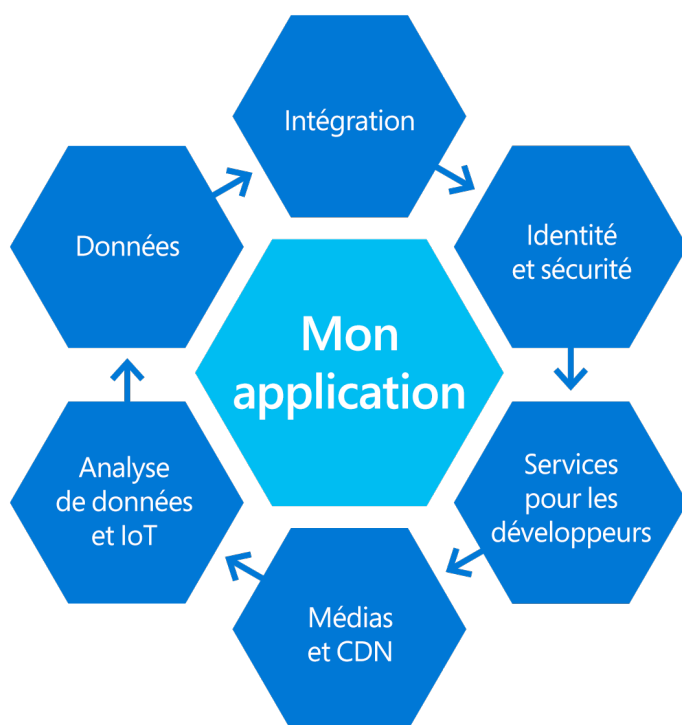 Intégration
Identité
et sécurité
Services
pour les
développeurs
Médias
et CDN
Analyse
de données
et IoT
Données
Mon
application